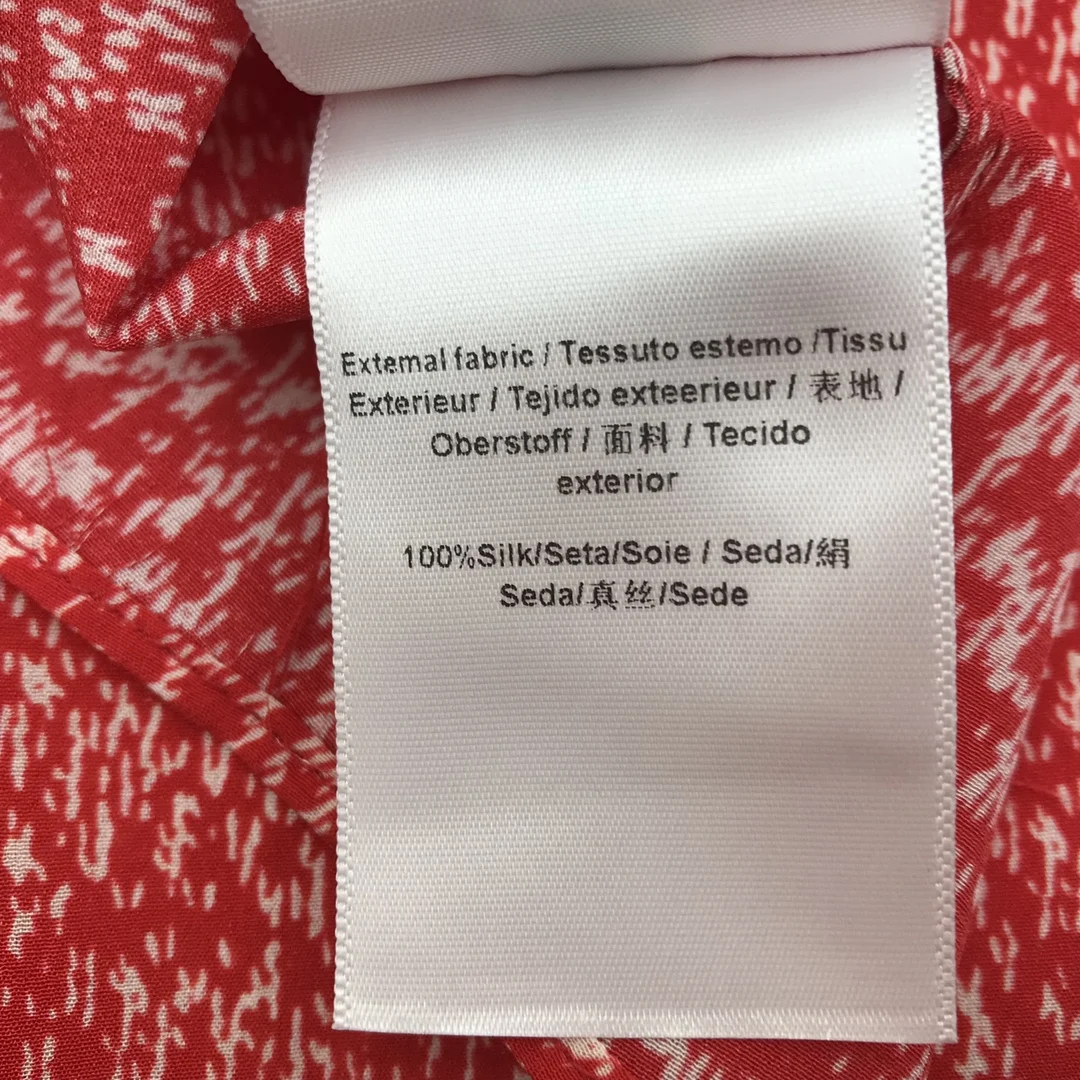 Extemal fabric / Tessuto estemo /Tissu
Exterieur / Tejido exteerieur / 表地 /
Oberstoff / 面料 / Tecido
exterior
100%Silk/Seta/Soie / Seda/絹
Seda/真丝/Sede